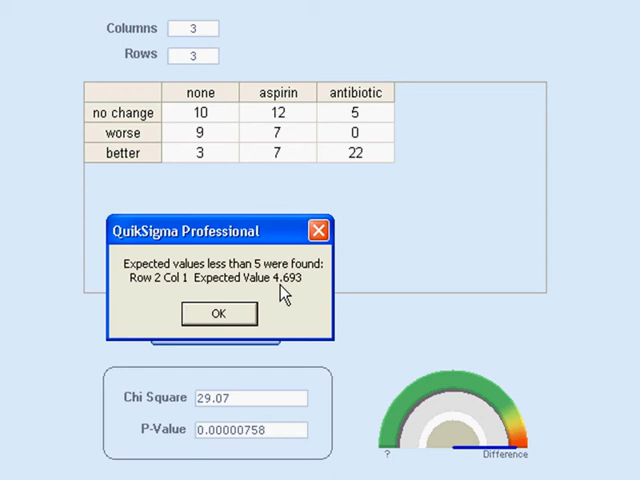 Columns 3
Rows 3
none aspirin antibiotic
no change 10 12 5
worse 9 7 0
better 3 7 22
QuikSigma Professional
Expected values less than 5 were found:
Row 2 Col 1 Expected Value 4.693
OK
Chi Square 29.07
P-Value 0.00000758
? Difference